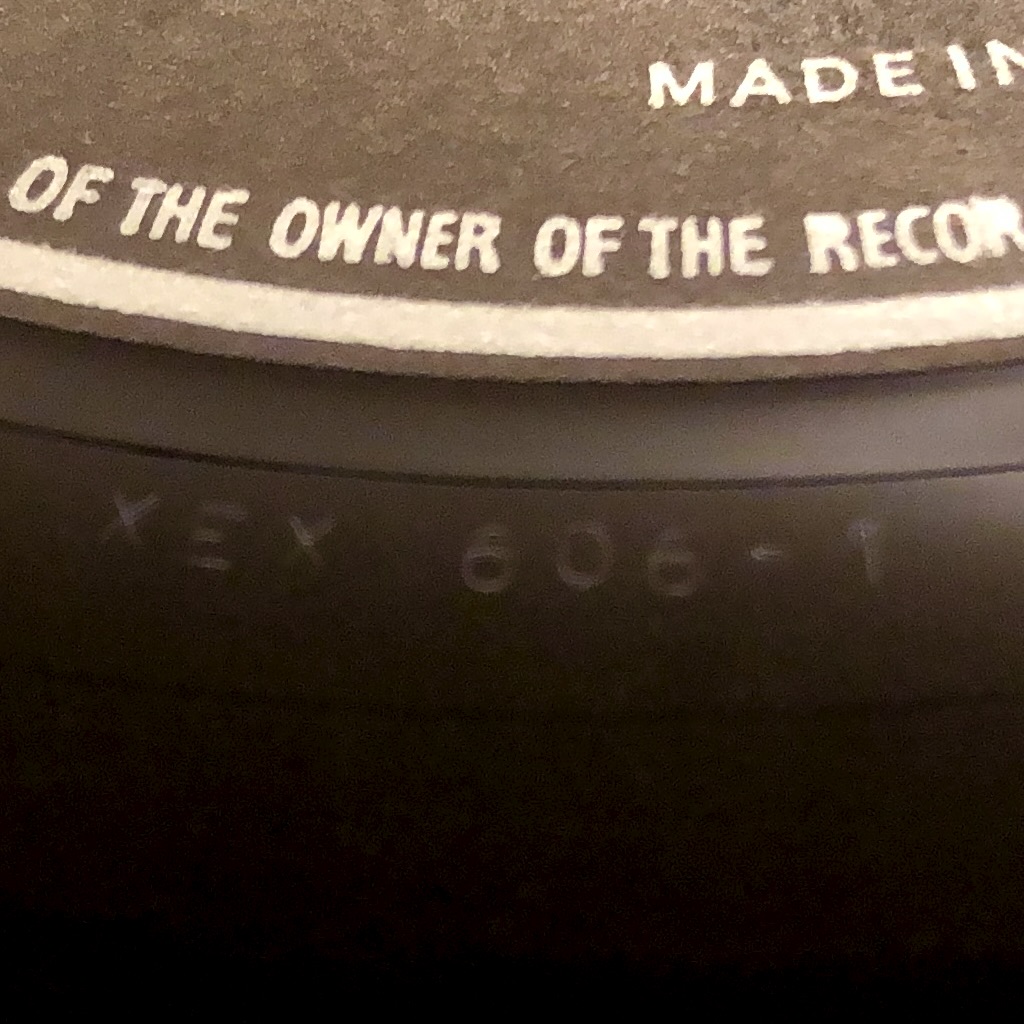 MADE IN
OF THE OWNER OF THE RECOR
XEX 606-1